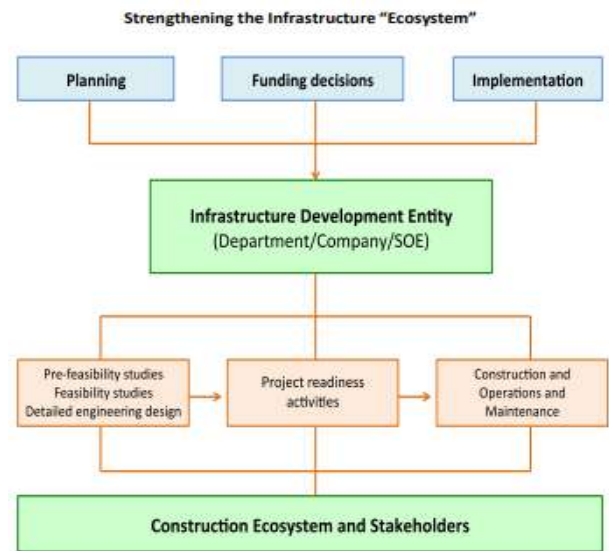 Strengthening the Infrastructure “Ecosystem”
Planning
Funding decisions
Implementation
Infrastructure Development Entity
(Department/Company/SOE)
Pre-feasibility studies
Feasibility studies
Detailed engineering design
Project readiness
activities
Construction and
Operations and
Maintenance
Construction Ecosystem and Stakeholders